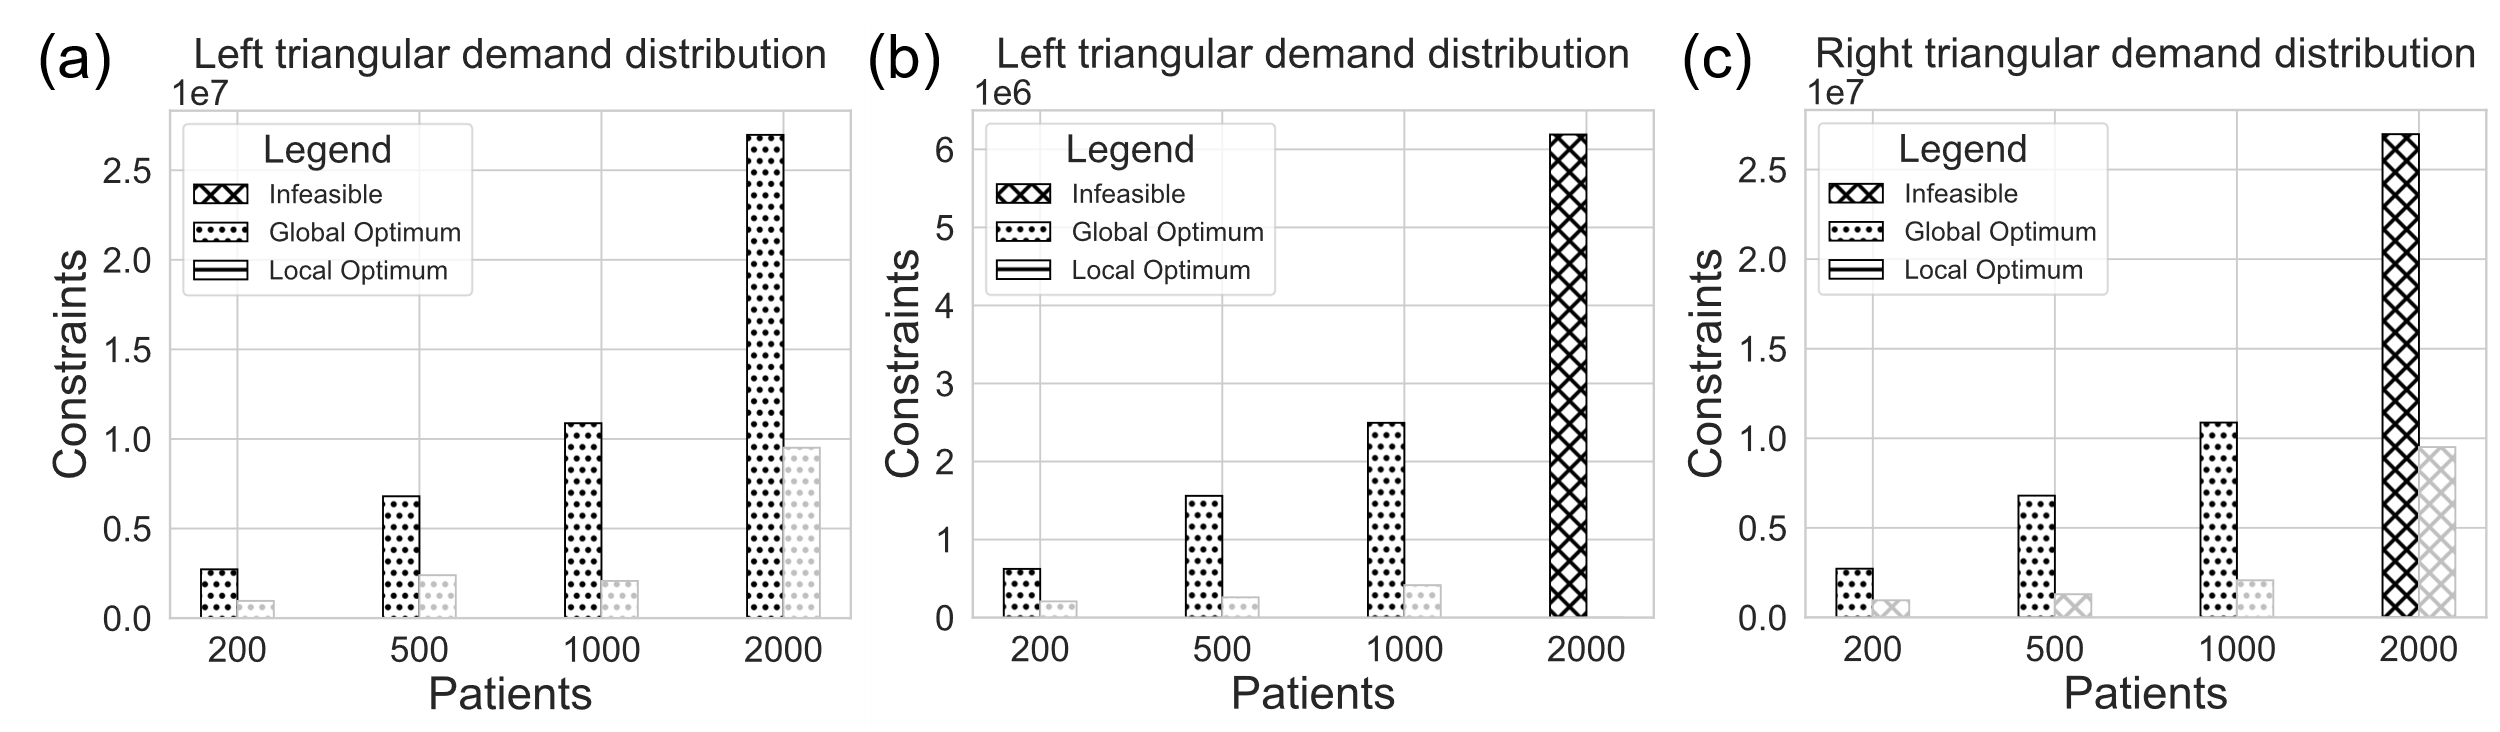 (a)
Left triangular demand distribution
1e7
Legend
Infeasible
Global Optimum
Local Optimum
2.5
2.0
1.5
1.0
0.5
0.0
Constraints
200 500 1000 2000
Patients
(b)
Left triangular demand distribution
1e6
Legend
Infeasible
Global Optimum
Local Optimum
6
5
4
3
2
1
0
Constraints
200 500 1000 2000
Patients
(c)
Right triangular demand distribution
1e7
Legend
Infeasible
Global Optimum
Local Optimum
2.5
2.0
1.5
1.0
0.5
0.0
Constraints
200 500 1000 2000
Patients